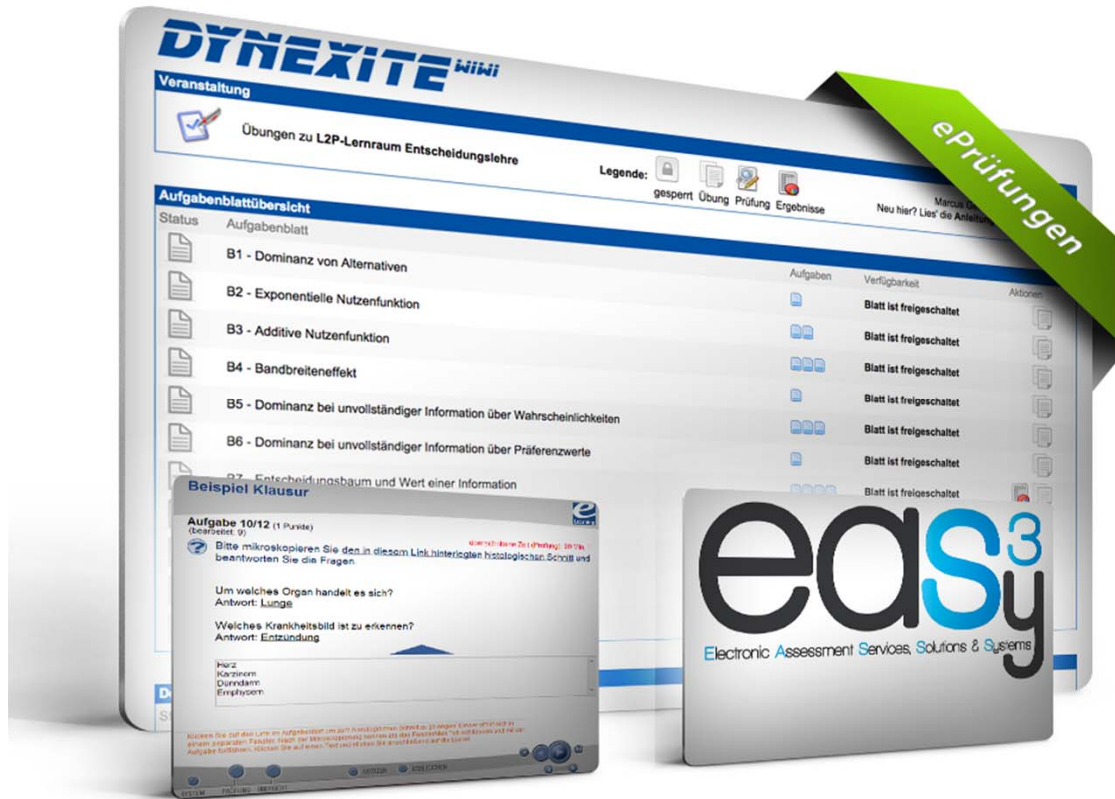 DYNEXITE WIWI
Veranstaltung
Übungen zu L2P-Lernraum Entscheidungslehre
Legende:
gesperrt Übung Prüfung Ergebnisse
Marcus
Neu hier? Lies' die
ePrüfungen
Aufgabenblattübersicht
Status Aufgabenblatt Aufgaben Verfügbarkeit Aktionen
B1 - Dominanz von Alternativen Blatt ist freigeschaltet
B2 - Exponentielle Nutzenfunktion Blatt ist freigeschaltet
B3 - Additive Nutzenfunktion Blatt ist freigeschaltet
B4 - Bandbreiteneffekt Blatt ist freigeschaltet
B5 - Dominanz bei unvollständiger Information über Wahrscheinlichkeiten Blatt ist freigeschaltet
B6 - Dominanz bei unvollständiger Information über Präferenzwerte Blatt ist freigeschaltet
B7 - Entscheidungsbaum und Wert einer Information Blatt ist freigeschaltet
Beispiel Klausur
Aufgabe 10/12 (1 Punkte)
(bearbeitet: 9)
Bitte mikroskopieren Sie den in diesem Link hinterlegten histologischen Schnitt und
beantworten Sie die Fragen
Um welches Organ handelt es sich?
Antwort: Lunge
Welches Krankheitsbild ist zu erkennen?
Antwort: Entzündung
Herz
Karzinom
Dünndarm
Emphysem
eas3y
Electronic Assessment Services, Solutions & Systems